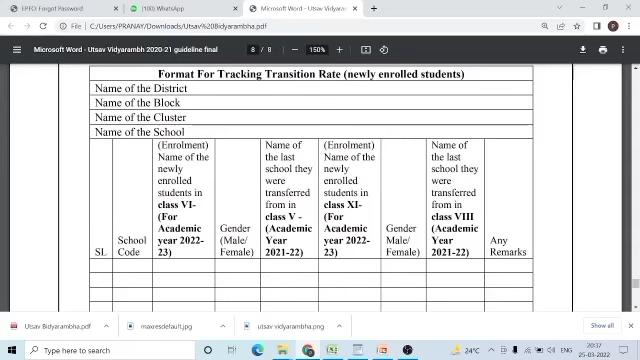 EPFO: Forgot Password
(100) WhatsApp
Microsoft Word - Utsav Vidyaram
File
C:/Users/PRANAY/Downloads/Utsav%20Bidyarambha.pdf
Microsoft Word - Utsav Vidyarambh 2020-21 guideline final
8 / 8
150%
Format For Tracking Transition Rate (newly enrolled students)
Name of the District
Name of the Block
Name of the Cluster
Name of the School
SL
School
Code
(Enrolment)
Name of the
newly
enrolled
students in
class VI-
(For
Academic
year 2022-
23)
Gender
(Male/
Female)
Name of
the last
school they
were
transferred
from in
class V -
(Academic
Year
2021-22)
(Enrolment)
Name of the
newly
enrolled
students in
class XI-
(For
Academic
year 2022-
23)
Gender
Male/
Female)
Name of
the last
school they
were
transferred
from in
class VIII
(Academic
Year
2021-22)
Any
Remarks
Utsav Bidyarambha.pdf
maxresdefault.jpg
utsav vidyarambha.png
Show all
Type here to search
24°C
ENG
20:37
25-03-2022